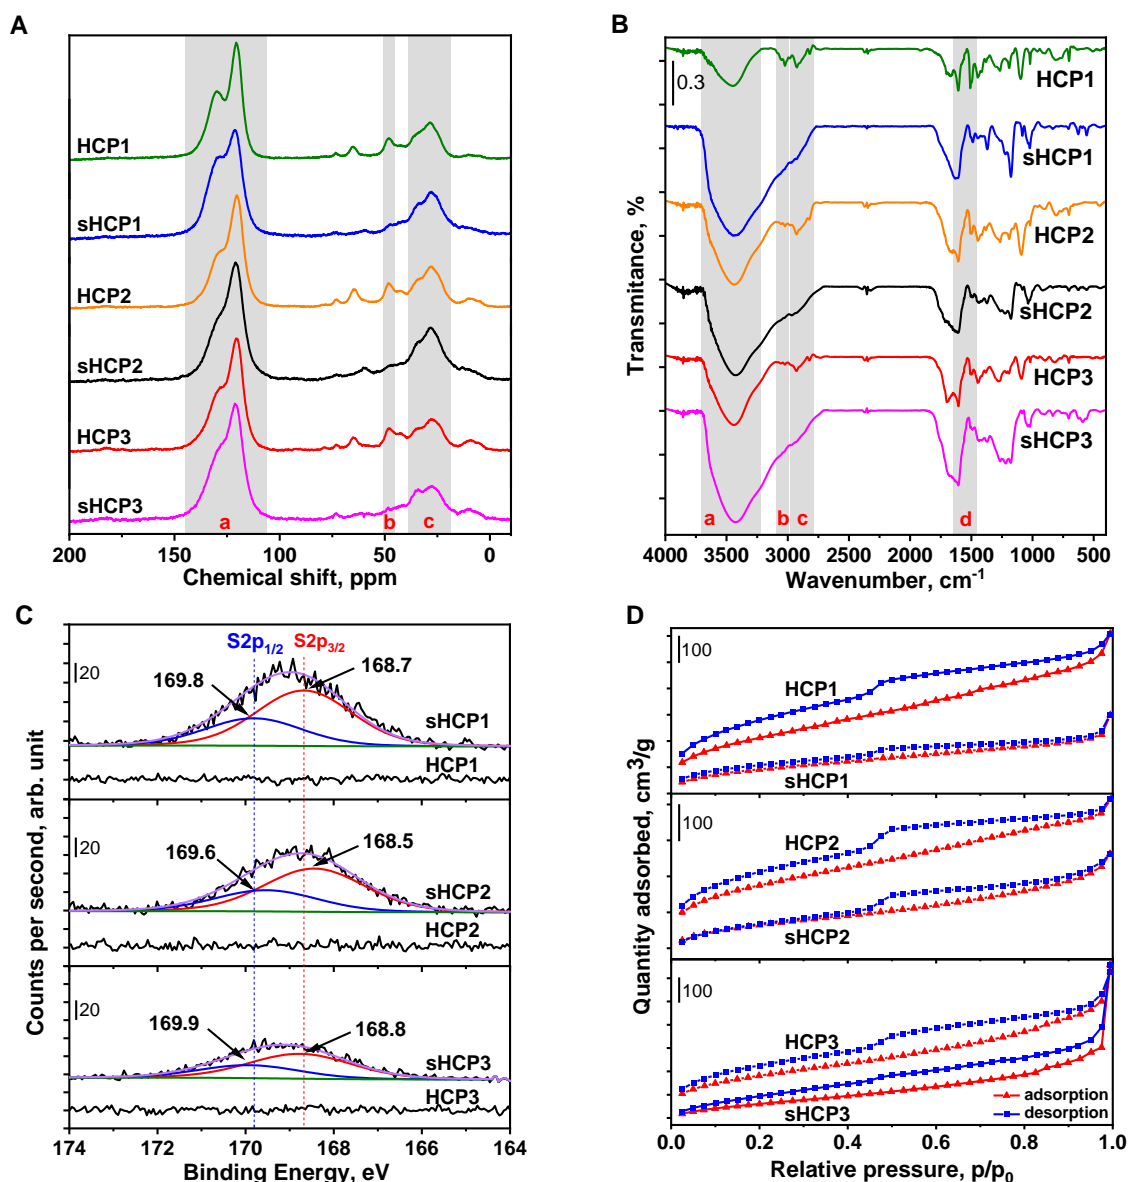 A
HCP1
sHCP1
HCP2
sHCP2
HCP3
sHCP3
a
b
c
200
150
100
50
0
Chemical shift, ppm
B
0.3
HCP1
sHCP1
HCP2
sHCP2
HCP3
sHCP3
a
b
c
d
4000
3500
3000
2500
2000
1500
1000
500
Wavenumber, cm⁻¹
Transmitance, %
C
S2p₁/₂
S2p₃/₂
20
169.8
168.7
sHCP1
HCP1
20
169.6
168.5
sHCP2
HCP2
20
169.9
168.8
sHCP3
HCP3
174
172
170
168
166
164
Binding Energy, eV
Counts per second, arb. unit
D
100
HCP1
sHCP1
100
HCP2
sHCP2
100
HCP3
sHCP3
adsorption
desorption
0.0
0.2
0.4
0.6
0.8
1.0
Relative pressure, p/p₀
Quantity adsorbed, cm³/g